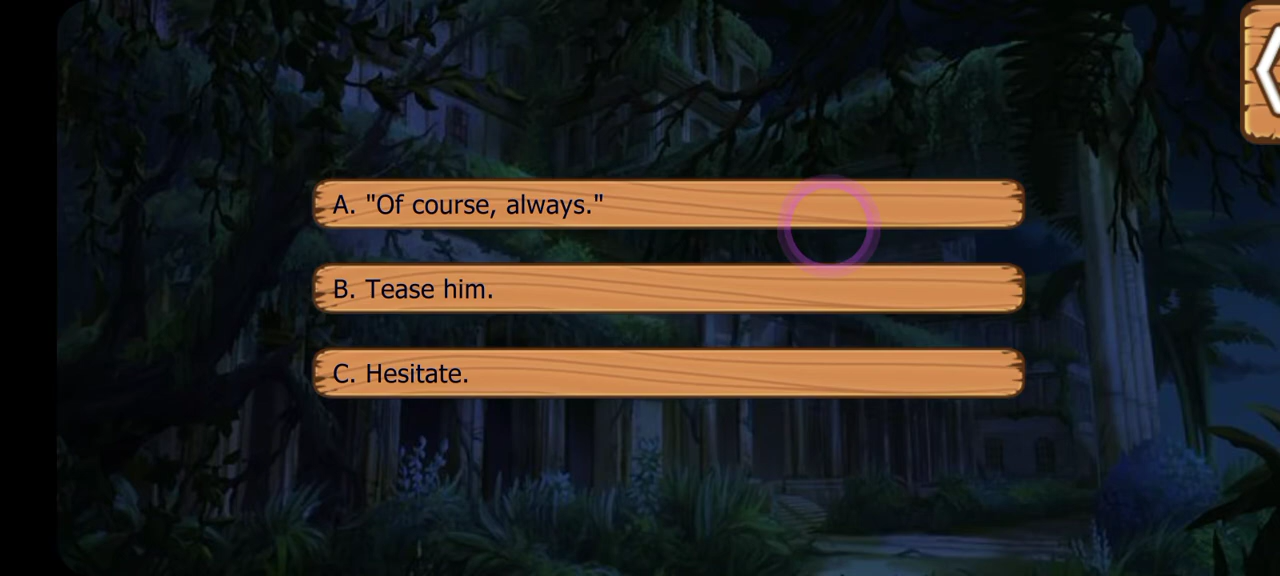 A. "Of course, always."
B. Tease him.
C. Hesitate.